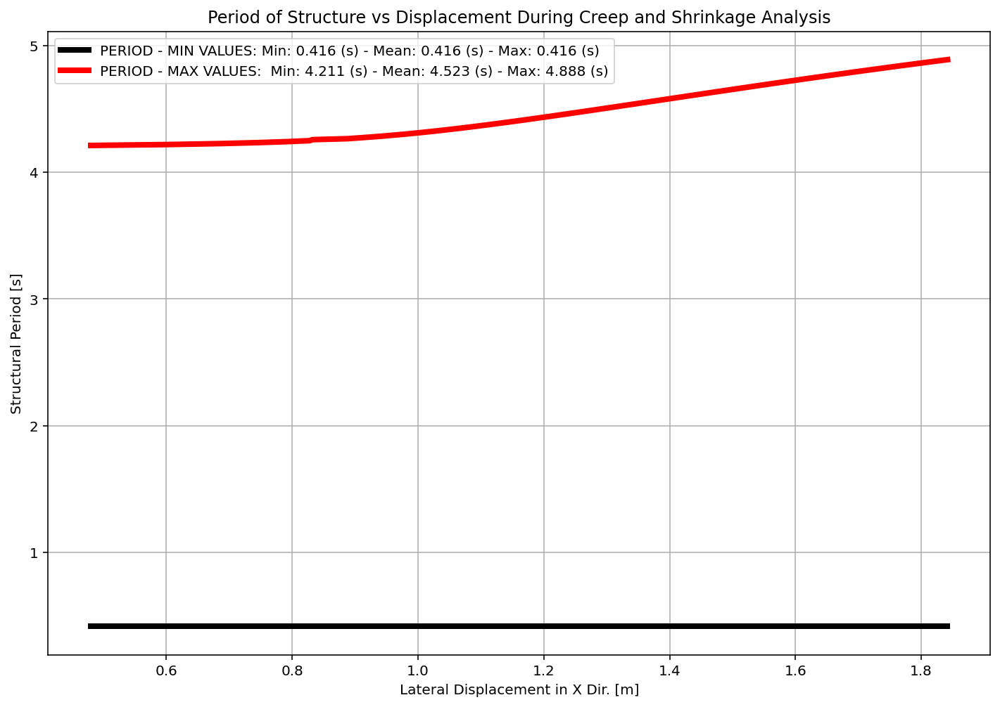 Period of Structure vs Displacement During Creep and Shrinkage Analysis
PERIOD - MIN VALUES: Min: 0.416 (s) - Mean: 0.416 (s) - Max: 0.416 (s)
PERIOD - MAX VALUES:  Min: 4.211 (s) - Mean: 4.523 (s) - Max: 4.888 (s)
Structural Period [s]
5
4
3
2
1
0.6 0.8 1.0 1.2 1.4 1.6 1.8
Lateral Displacement in X Dir. [m]